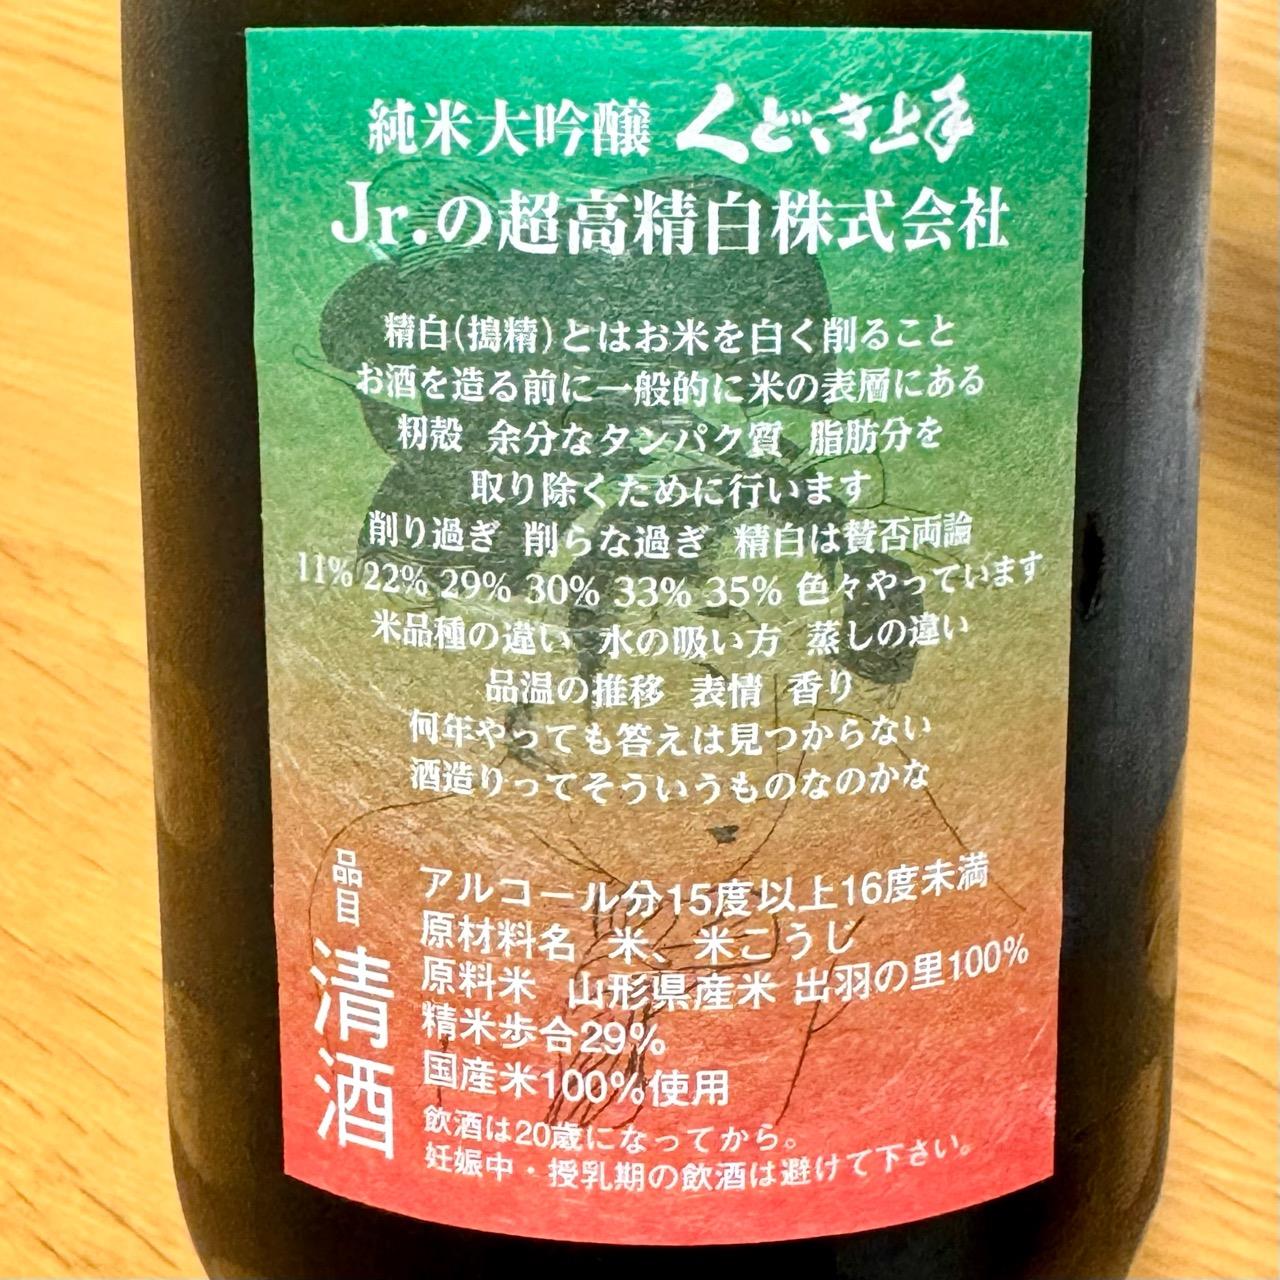 純米大吟醸 くどき上手
Jr.の超高精白株式会社
精白(搗精)とはお米を白く削ること
お酒を造る前に一般的に米の表層にある
籾殻 余分なタンパク質 脂肪分を
取り除くために行います
削り過ぎ 削らな過ぎ 精白は賛否両論
11% 22% 29% 30% 33% 35% 色々やっています
米品種の違い 水の吸い方 蒸しの違い
品温の推移 表情 香り
何年やっても答えは見つからない
酒造りってそういうものなのかな
品目
清酒
アルコール分15度以上16度未満
原材料名 米、米こうじ
原料米 山形県産米 出羽の里100%
精米歩合29%
国産米100%使用
飲酒は20歳になってから。
妊娠中・授乳期の飲酒は避けて下さい。